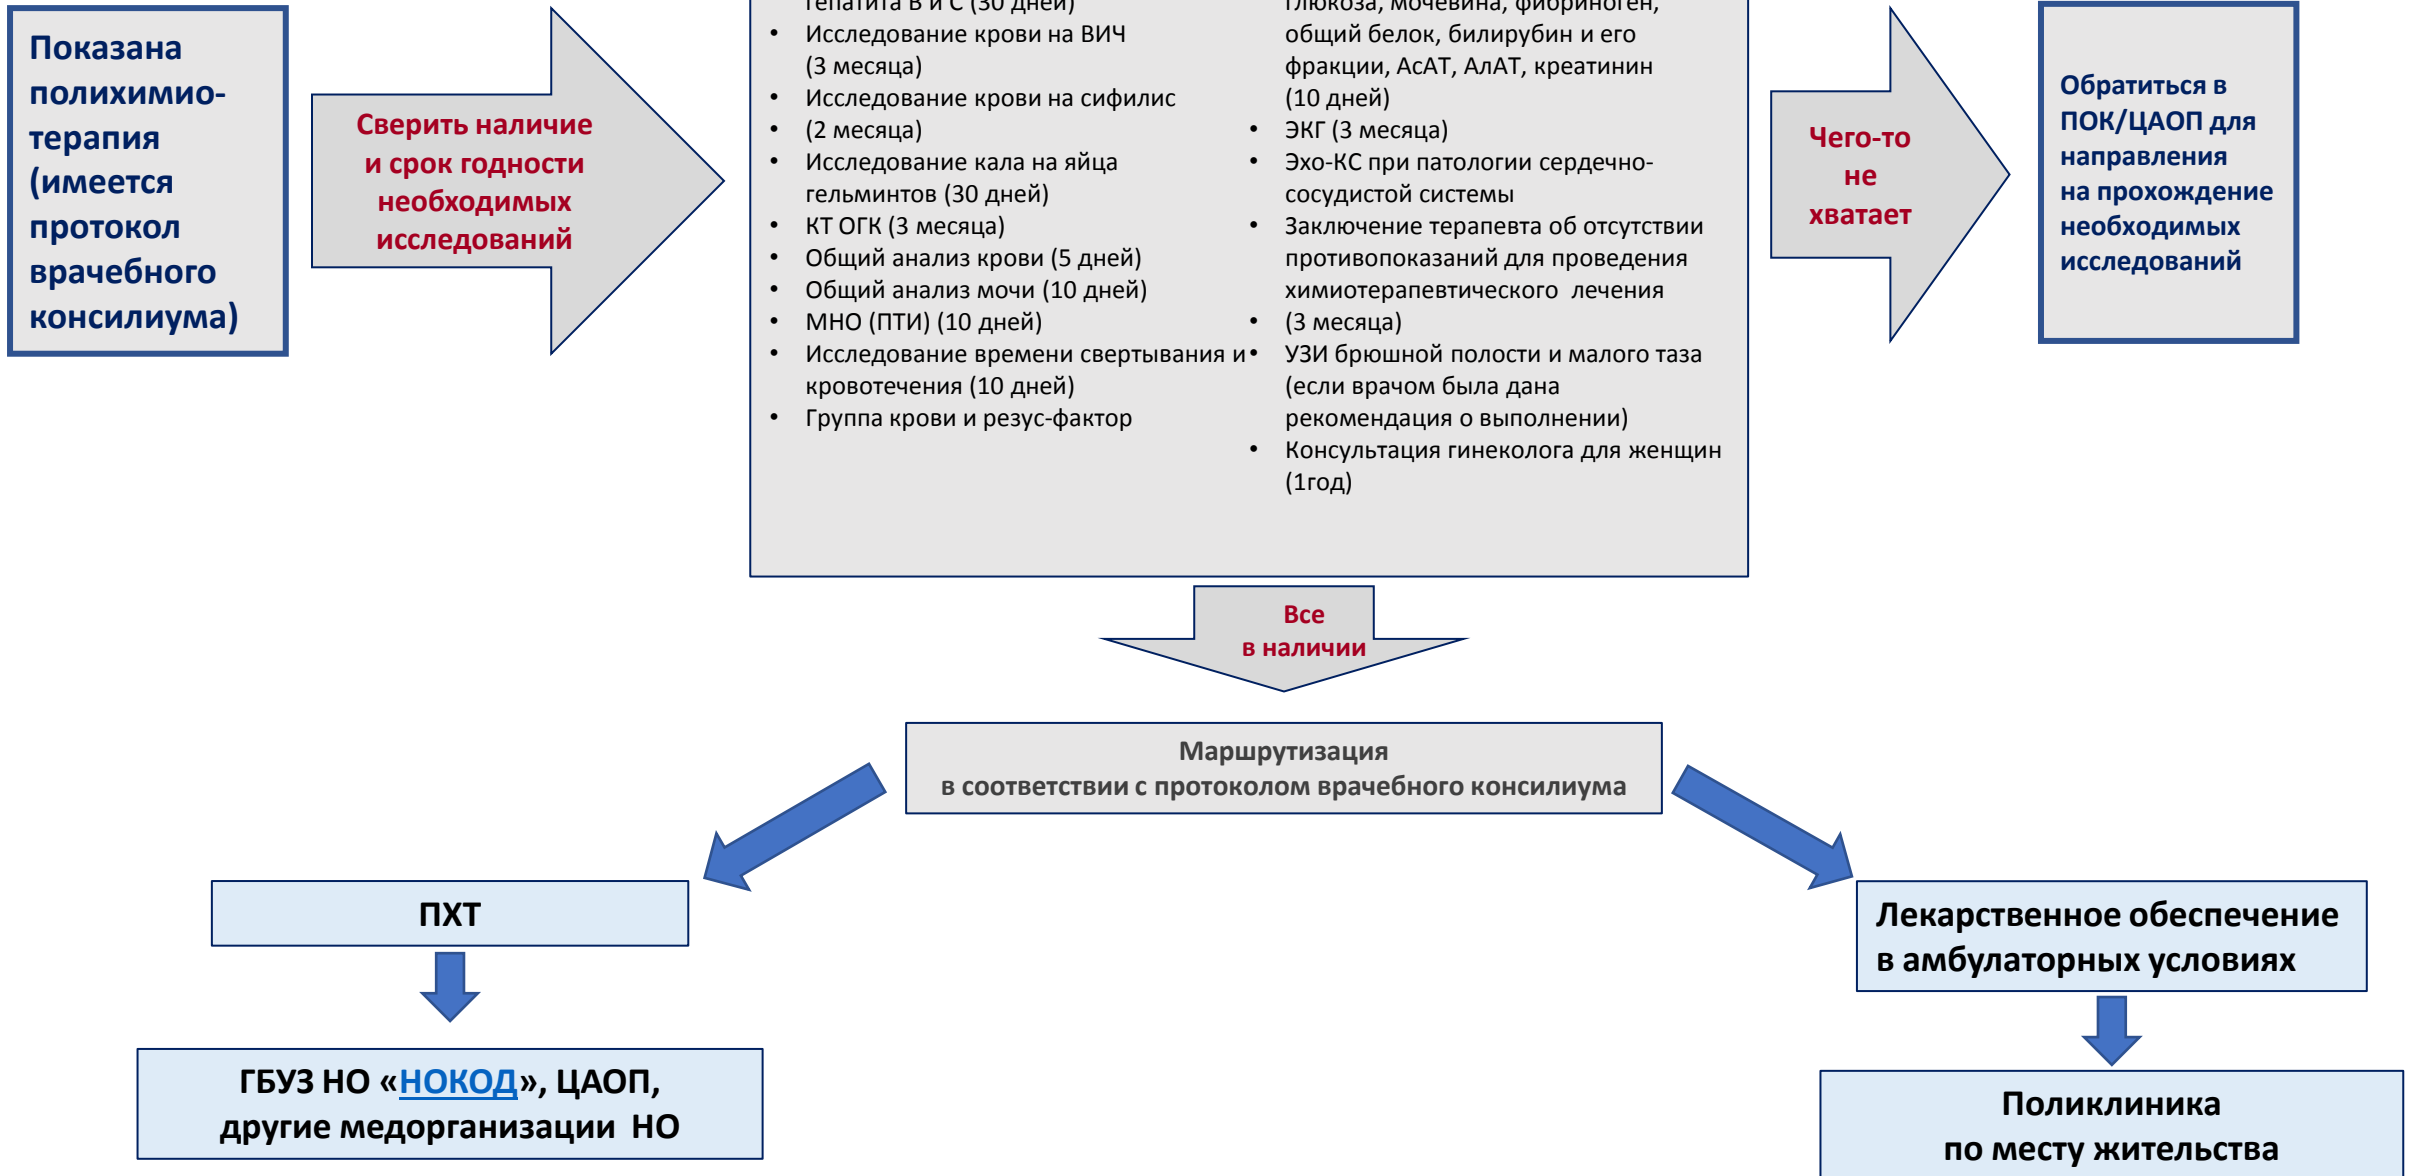 Показана
полихимио-
терапия
(имеется
протокол
врачебного
консилиума)
Сверить наличие
и срок годности
необходимых
исследований
гепатита В и С (30 дней)
• Исследование крови на ВИЧ
(3 месяца)
• Исследование крови на сифилис
• (2 месяца)
• Исследование кала на яйца
гельминтов (30 дней)
• КТ ОГК (3 месяца)
• Общий анализ крови (5 дней)
• Общий анализ мочи (10 дней)
• МНО (ПТИ) (10 дней)
• Исследование времени свертывания и
кровотечения (10 дней)
• Группа крови и резус-фактор
глюкоза, мочевина, фибриноген,
общий белок, билирубин и его
фракции, АсАТ, АлАТ, креатинин
(10 дней)
• ЭКГ (3 месяца)
• Эхо-КС при патологии сердечно-
сосудистой системы
• Заключение терапевта об отсутствии
противопоказаний для проведения
химиотерапевтического лечения
• (3 месяца)
• УЗИ брюшной полости и малого таза
(если врачом была дана
рекомендация о выполнении)
• Консультация гинеколога для женщин
(1год)
Чего-то
не
хватает
Обратиться в
ПОК/ЦАОП для
направления
на прохождение
необходимых
исследований
Все
в наличии
Маршрутизация
в соответствии с протоколом врачебного консилиума
ПХТ
Лекарственное обеспечение
в амбулаторных условиях
ГБУЗ НО «НОКОД», ЦАОП,
другие медорганизации НО
Поликлиника
по месту жительства